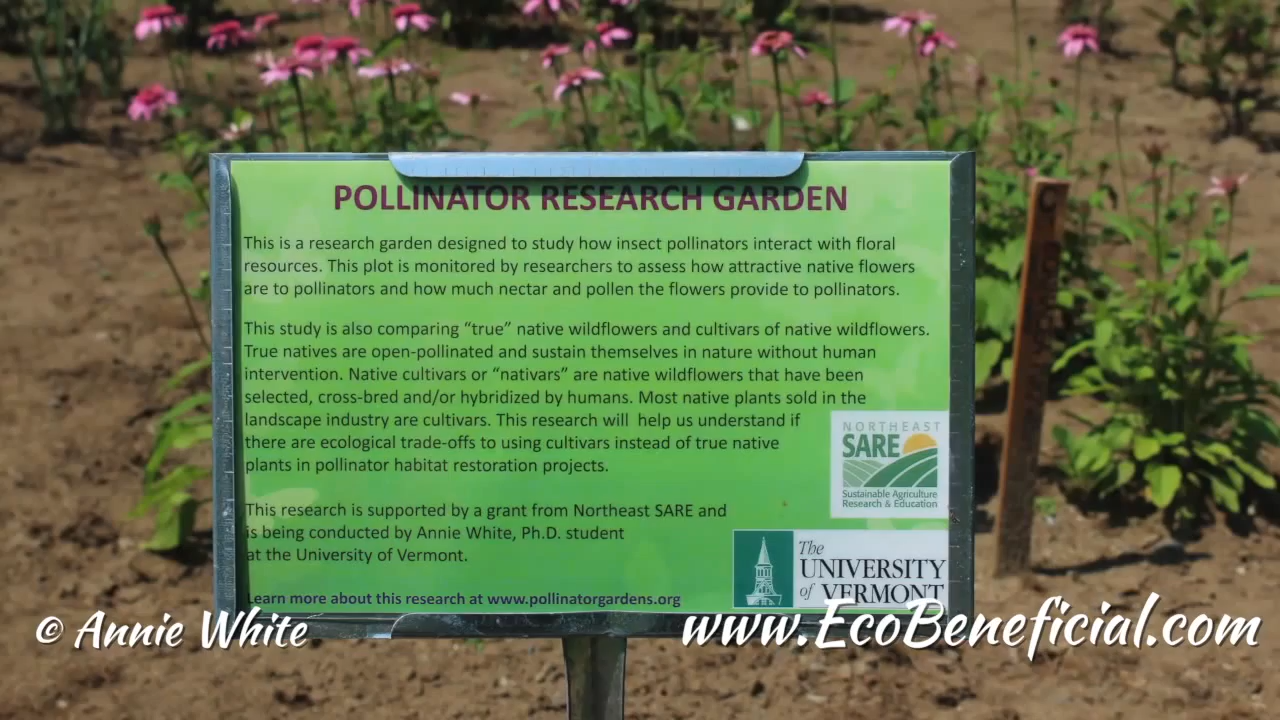 POLLINATOR RESEARCH GARDEN
This is a research garden designed to study how insect pollinators interact with floral
resources. This plot is monitored by researchers to assess how attractive native flowers
are to pollinators and how much nectar and pollen the flowers provide to pollinators.
This study is also comparing “true” native wildflowers and cultivars of native wildflowers.
True natives are open-pollinated and sustain themselves in nature without human
intervention. Native cultivars or “nativars” are native wildflowers that have been
selected, cross-bred and/or hybridized by humans. Most native plants sold in the
landscape industry are cultivars. This research will help us understand if
there are ecological trade-offs to using cultivars instead of true native
plants in pollinator habitat restoration projects.
NORTHEAST
SARE
Sustainable Agriculture
Research & Education
This research is supported by a grant from Northeast SARE and
is being conducted by Annie White, Ph.D. student
at the University of Vermont.
The
UNIVERSITY
of VERMONT
Learn more about this research at www.pollinatorgardens.org
© Annie White
www.EcoBeneficial.com